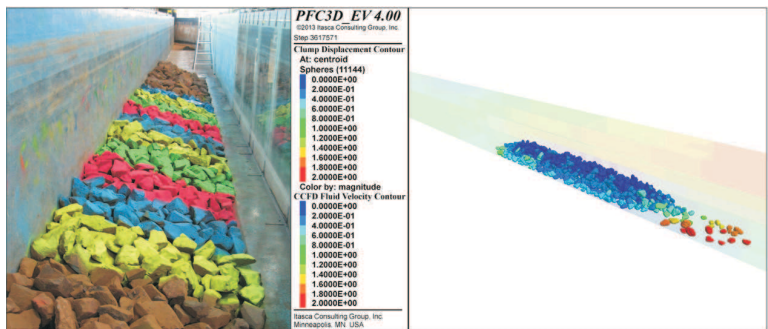 PFC3D_EV 4.00
©2013 Itasca Consulting Group, Inc.
Step 3617571
Clump Displacement Contour
At: centroid
Spheres (11144)
0.0000E+00
2.0000E-01
4.0000E-01
6.0000E-01
8.0000E-01
1.0000E+00
1.2000E+00
1.4000E+00
1.6000E+00
1.8000E+00
2.0000E+00
Color by: magnitude
CCFD Fluid Velocity Contour
0.0000E+00
2.0000E-01
4.0000E-01
6.0000E-01
8.0000E-01
1.0000E+00
1.2000E+00
1.4000E+00
1.6000E+00
1.8000E+00
2.0000E+00
Itasca Consulting Group, Inc.
Minneapolis, MN USA